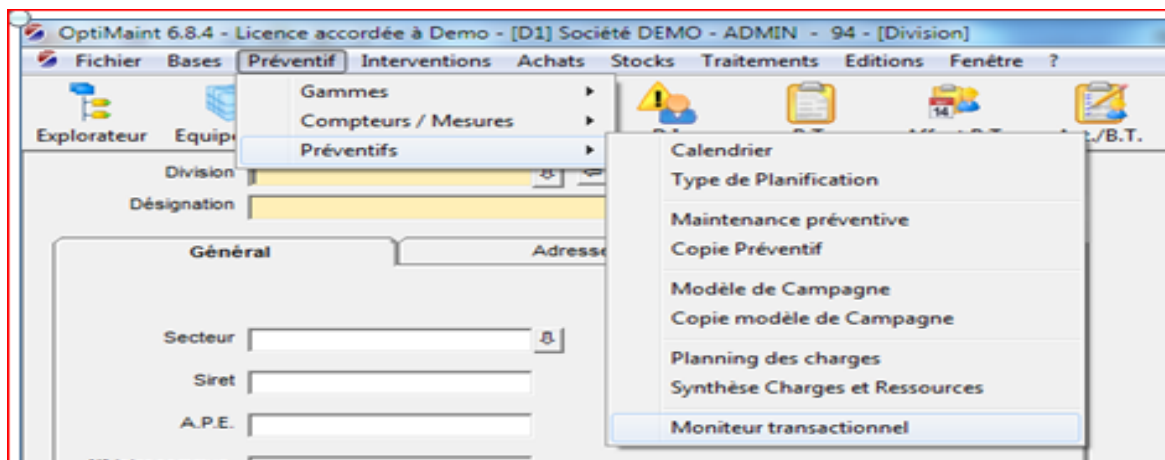 OptiMaint 6.8.4 - Licence accordée à Demo - [D1] Société DEMO - ADMIN - 94 - [Division]
Fichier Bases Préventif Interventions Achats Stocks Traitements Editions Fenêtre ?
Gammes
Compteurs / Mesures
Préventifs
Explorateur
Calendrier
Type de Planification
Maintenance préventive
Copie Préventif
Modèle de Campagne
Copie modèle de Campagne
Planning des charges
Synthèse Charges et Ressources
Moniteur transactionnel
Division
Désignation
Général
Secteur
Siret
A.P.E.